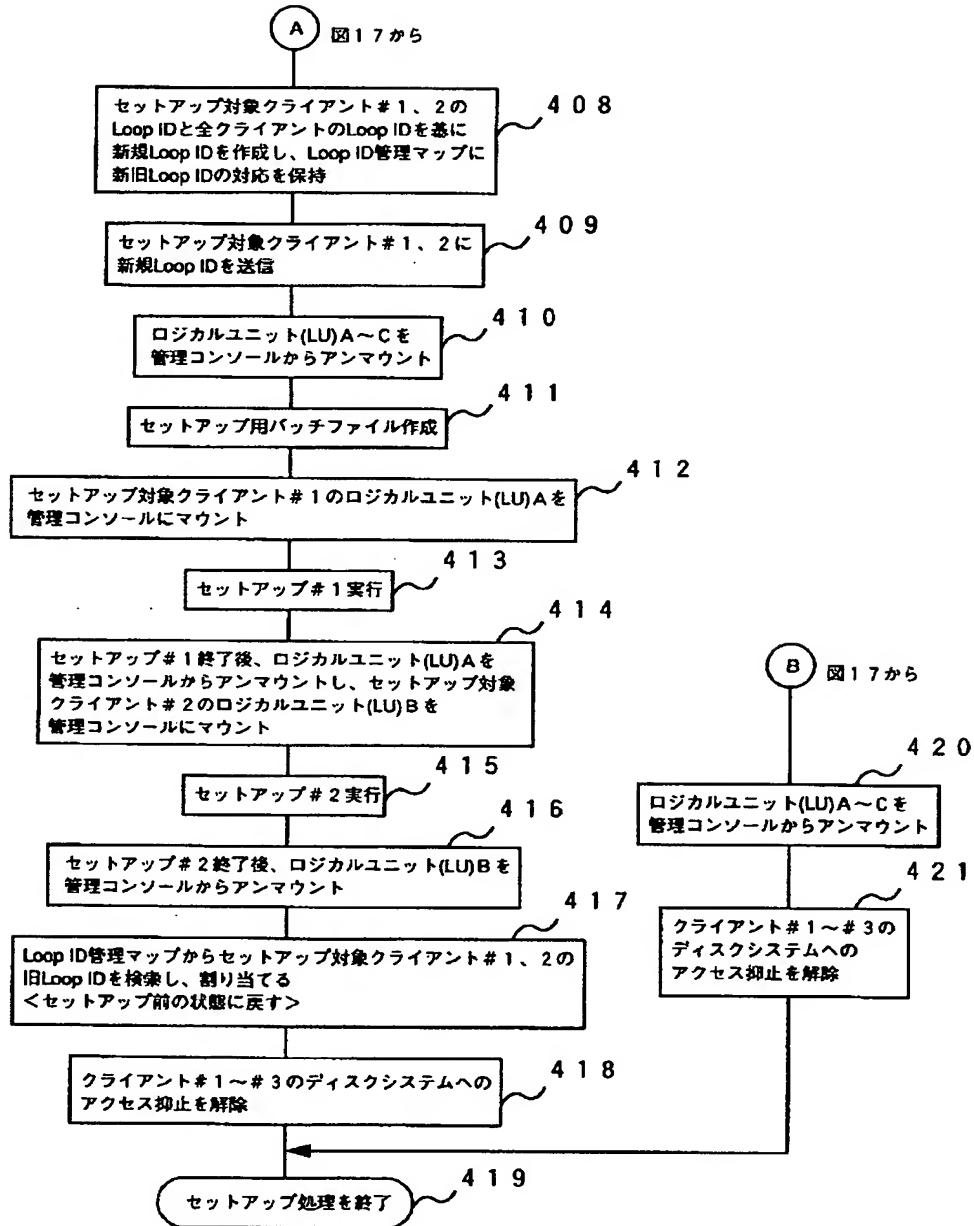 A
図17から
セットアップ対象クライアント#1、2の
Loop IDと全クライアントのLoop IDを基に
新規Loop IDを作成し、Loop ID管理マップに
新旧Loop IDの対応を保持
408
セットアップ対象クライアント#1、2に
新規Loop IDを送信
409
ロジカルユニット(LU)A~Cを
管理コンソールからアンマウント
410
セットアップ用バッチファイル作成
411
セットアップ対象クライアント#1のロジカルユニット(LU)Aを
管理コンソールにマウント
412
セットアップ#1実行
413
セットアップ#1終了後、ロジカルユニット(LU)Aを
管理コンソールからアンマウントし、セットアップ対象
クライアント#2のロジカルユニット(LU)Bを
管理コンソールにマウント
414
セットアップ#2実行
415
セットアップ#2終了後、ロジカルユニット(LU)Bを
管理コンソールからアンマウント
416
Loop ID管理マップからセットアップ対象クライアント#1、2の
旧Loop IDを検索し、割り当てる
<セットアップ前の状態に戻す>
417
クライアント#1~#3のディスクシステムへの
アクセス抑止を解除
418
セットアップ処理を終了
419
B
図17から
ロジカルユニット(LU)A~Cを
管理コンソールからアンマウント
420
クライアント#1~#3の
ディスクシステムへの
アクセス抑止を解除
421